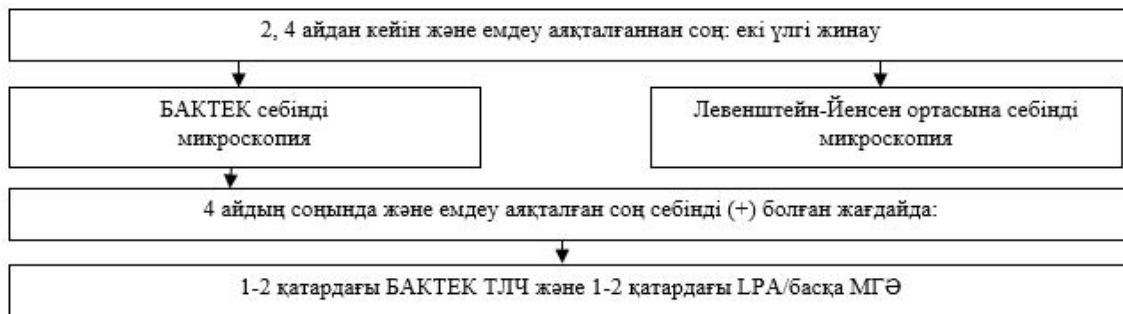 2, 4 айдан кейін және емдеу аяқталғаннан соң: екі үлгі жинау
БАКТЕК себінді
микроскопия
Левенштейн-Йенсен ортасына себінді
микроскопия
4 айдың соңында және емдеу аяқталған соң себінді (+) болған жағдайда:
1-2 қатардағы БАКТЕК ТЛЧ және 1-2 қатардағы LPA/басқа МГӘ